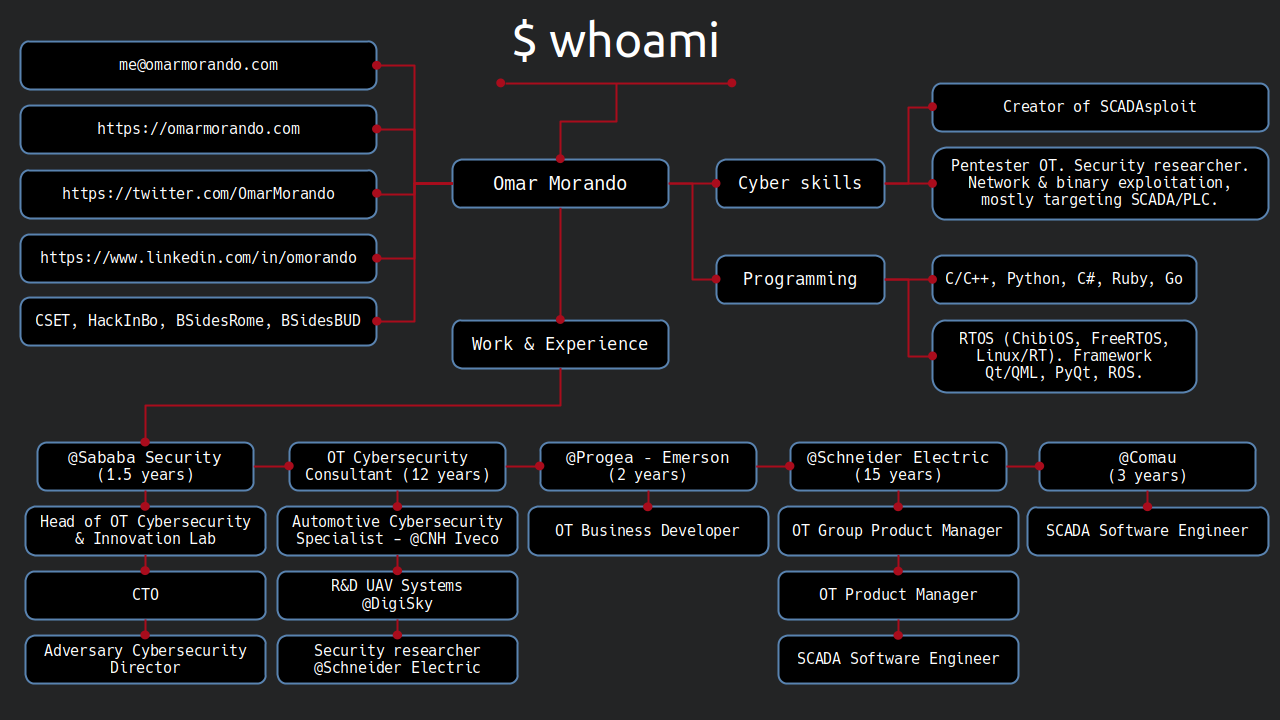 $ whoami
me@omarmorando.com
https://omarmorando.com
https://twitter.com/OmarMorando
https://www.linkedin.com/in/omorando
CSET, HackInBo, BSidesRome, BSidesBUD
Omar Morando
Cyber skills
Creator of SCADAsploit
Pentester OT. Security researcher.
Network & binary exploitation,
mostly targeting SCADA/PLC.
Programming
C/C++, Python, C#, Ruby, Go
RTOS (ChibiOS, FreeRTOS,
Linux/RT). Framework
Qt/QML, PyQt, ROS.
Work & Experience
@Sababa Security
(1.5 years)
Head of OT Cybersecurity
& Innovation Lab
CTO
Adversary Cybersecurity
Director
OT Cybersecurity
Consultant (12 years)
Automotive Cybersecurity
Specialist - @CNH Iveco
R&D UAV Systems
@DigiSky
Security researcher
@Schneider Electric
@Progea - Emerson
(2 years)
OT Business Developer
@Schneider Electric
(15 years)
OT Group Product Manager
OT Product Manager
SCADA Software Engineer
@Comau
(3 years)
SCADA Software Engineer